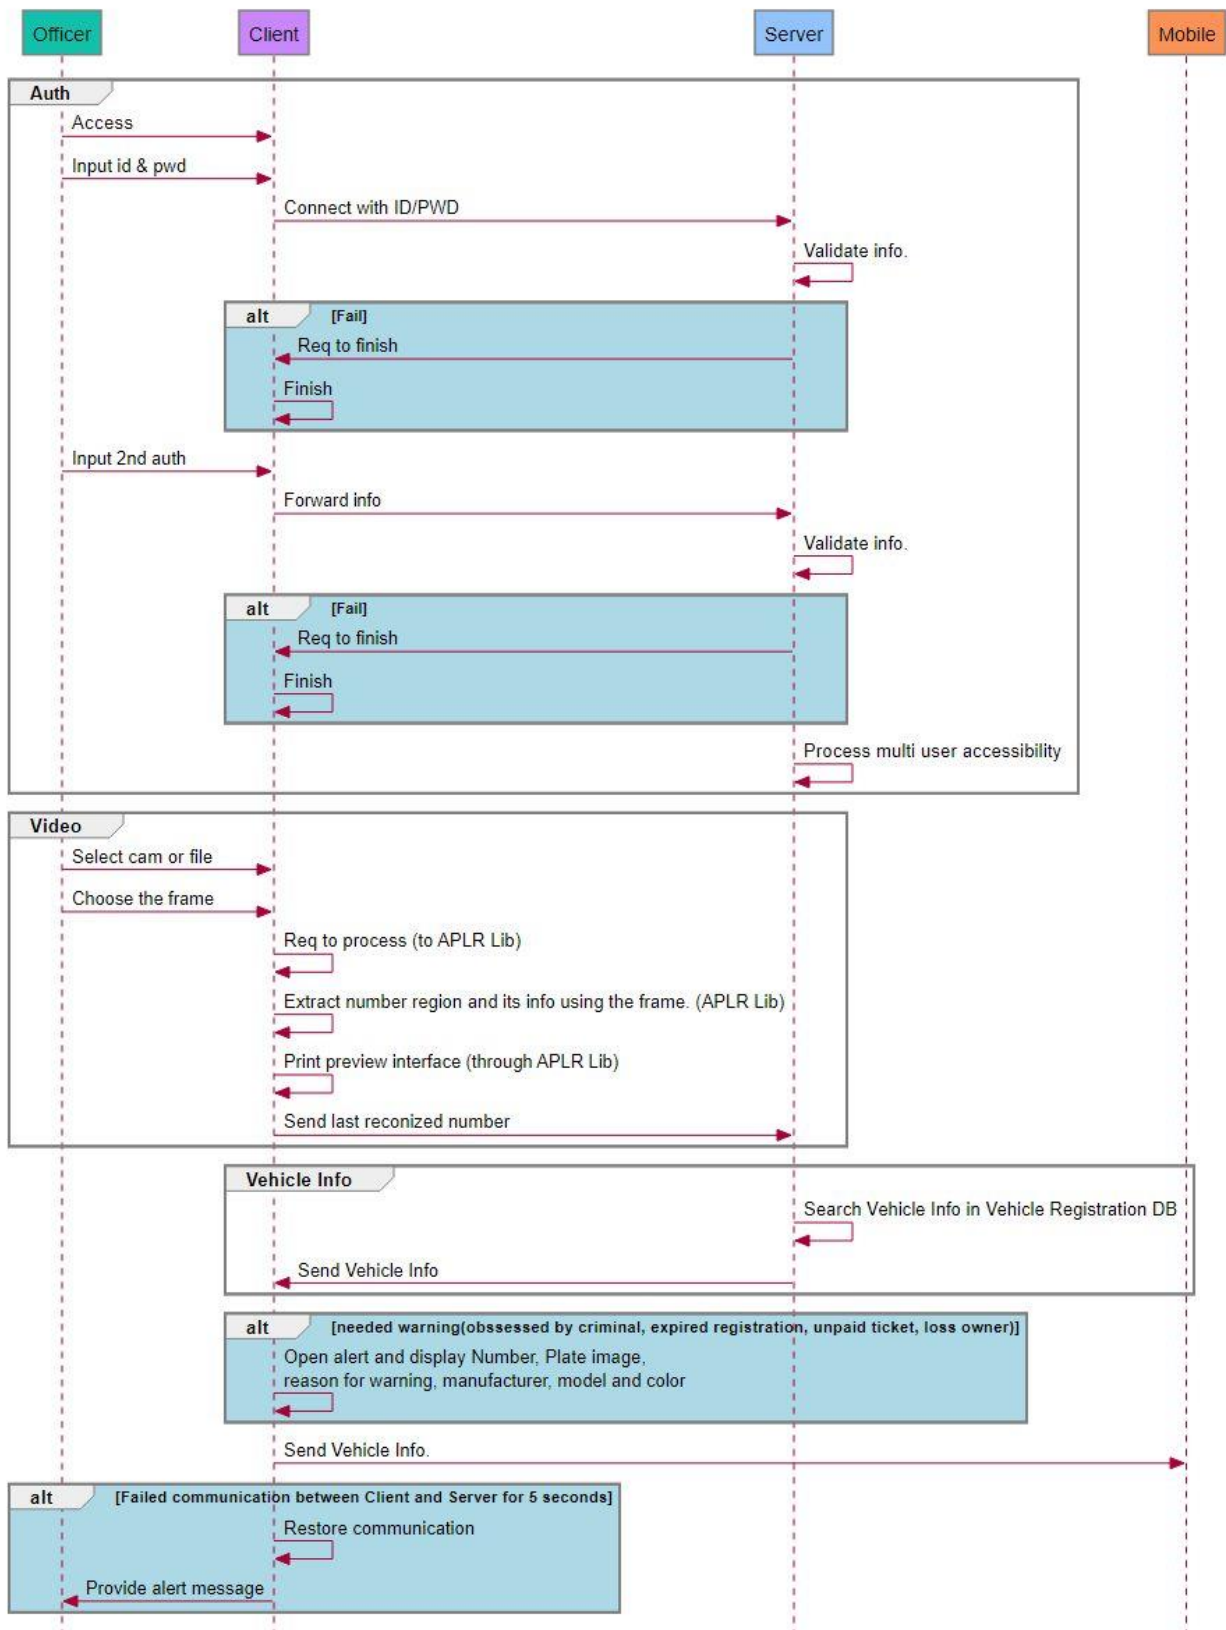 Officer
Client
Server
Mobile
Auth
Access
Input id & pwd
Connect with ID/PWD
Validate info.
alt [Fail]
Req to finish
Finish
Input 2nd auth
Forward info
Validate info.
alt [Fail]
Req to finish
Finish
Process multi user accessibility
Video
Select cam or file
Choose the frame
Req to process (to APLR Lib)
Extract number region and its info using the frame. (APLR Lib)
Print preview interface (through APLR Lib)
Send last reconized number
Vehicle Info
Search Vehicle Info in Vehicle Registration DB
Send Vehicle Info
alt [needed warning(obssessed by criminal, expired registration, unpaid ticket, loss owner)]
Open alert and display Number, Plate image,
reason for warning, manufacturer, model and color
Send Vehicle Info.
alt [Failed communication between Client and Server for 5 seconds]
Restore communication
Provide alert message